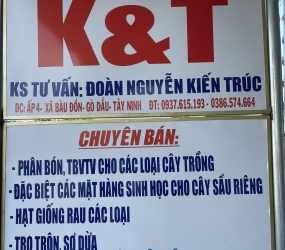 K&T
KS TƯ VẤN: ĐOÀN NGUYỄN KIẾN TRÚC
ĐC: ẤP 4- XÃ BÀU ĐỒN- GÒ DẦU- TÂY NINH ĐT: 0937.615.193 - 0386.574.664
CHUYÊN BÁN:
- PHÂN BÓN, TBVTV CHO CÁC LOẠI CÂY TRỒNG
- ĐẶC BIỆT CÁC MẶT HÀNG SINH HỌC CHO CÂY SẦU RIÊNG
- HẠT GIỐNG RAU CÁC LOẠI
- TRO TRỘN, SƠ DỪA